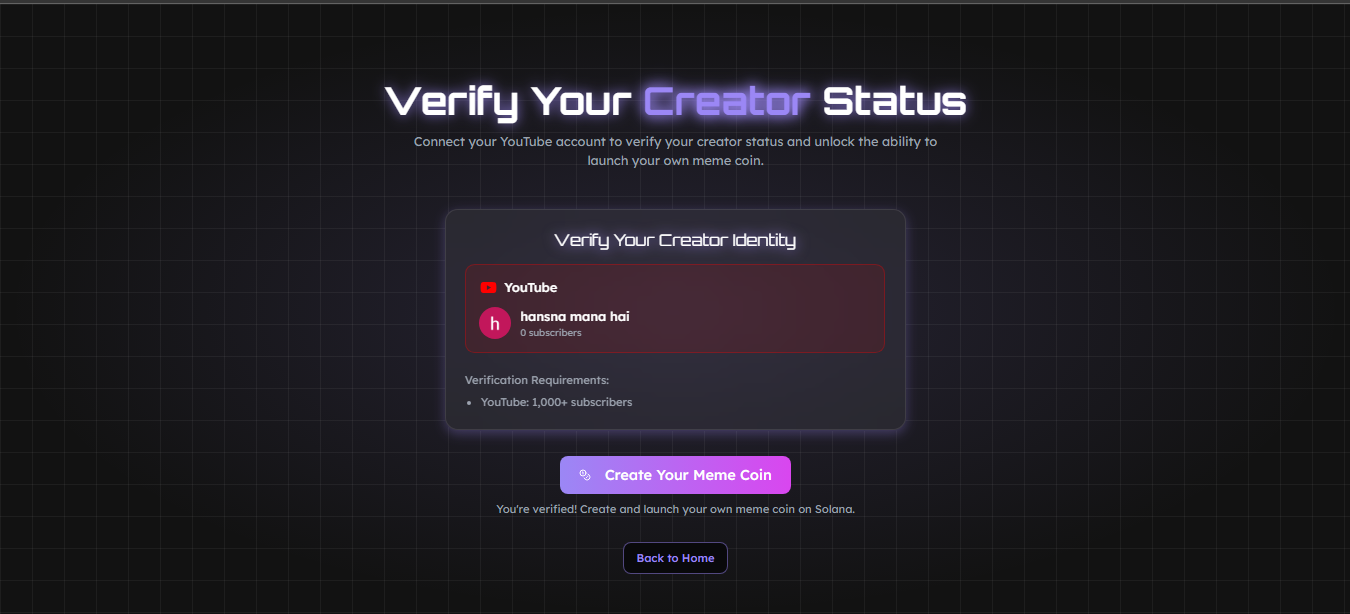 Verify Your Creator Status
Connect your YouTube account to verify your creator status and unlock the ability to
launch your own meme coin.
Verify Your Creator Identity
YouTube
h
hansna mana hai
0 subscribers
Verification Requirements:
• YouTube: 1,000+ subscribers
Create Your Meme Coin
You're verified! Create and launch your own meme coin on Solana.
Back to Home